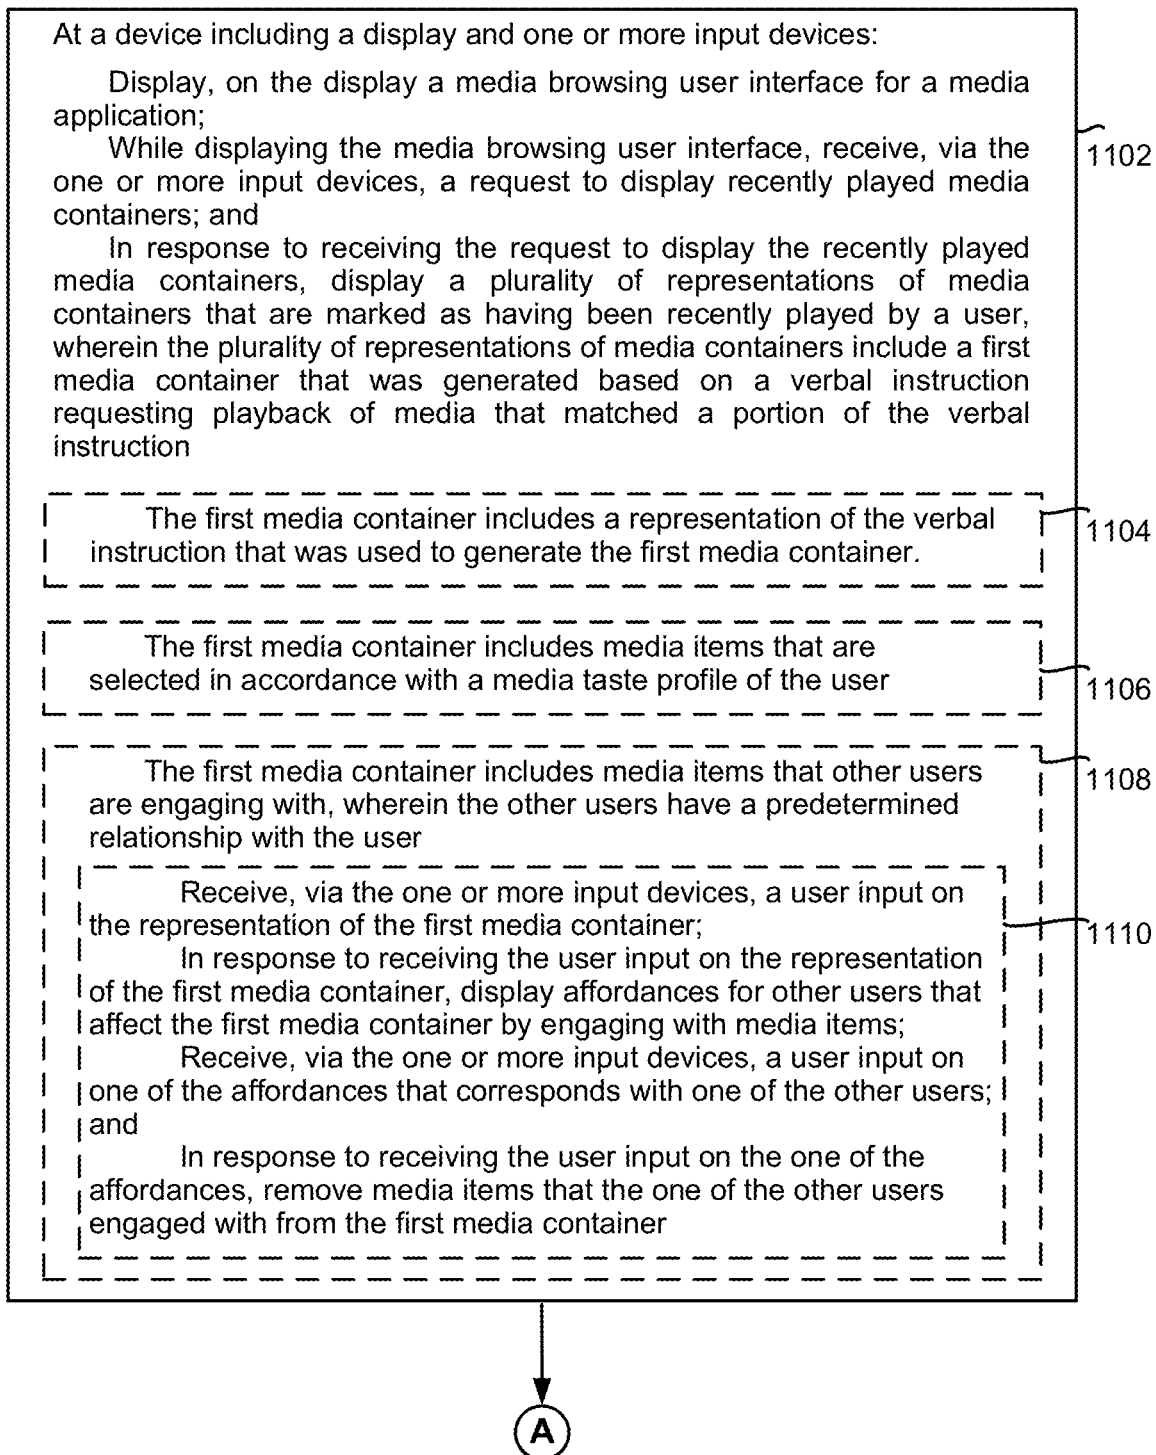 At a device including a display and one or more input devices:
Display, on the display a media browsing user interface for a media
application;
While displaying the media browsing user interface, receive, via the
one or more input devices, a request to display recently played media
containers; and
In response to receiving the request to display the recently played
media containers, display a plurality of representations of media
containers that are marked as having been recently played by a user,
wherein the plurality of representations of media containers include a first
media container that was generated based on a verbal instruction
requesting playback of media that matched a portion of the verbal
instruction
1102
The first media container includes a representation of the verbal
instruction that was used to generate the first media container.
1104
The first media container includes media items that are
selected in accordance with a media taste profile of the user
1106
The first media container includes media items that other users
are engaging with, wherein the other users have a predetermined
relationship with the user
1108
Receive, via the one or more input devices, a user input on
the representation of the first media container;
In response to receiving the user input on the representation
of the first media container, display affordances for other users that
affect the first media container by engaging with media items;
Receive, via the one or more input devices, a user input on
one of the affordances that corresponds with one of the other users;
and
In response to receiving the user input on the one of the
affordances, remove media items that the one of the other users
engaged with from the first media container
1110
A